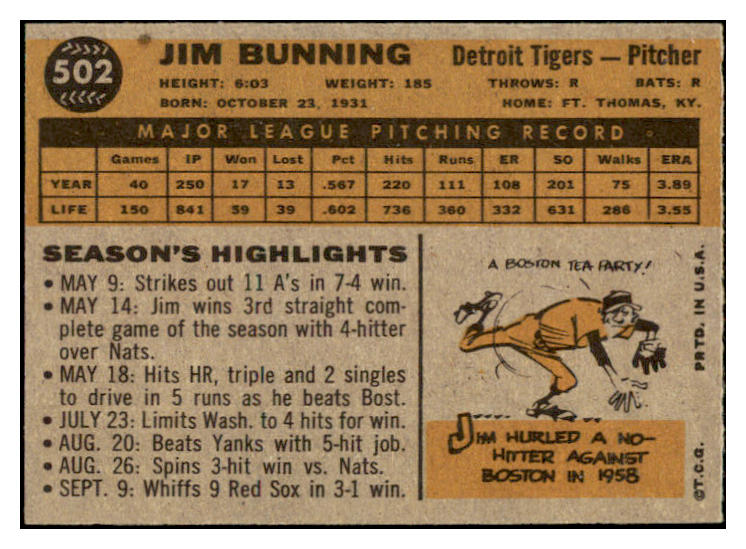 502
JIM BUNNING
Detroit Tigers — Pitcher
HEIGHT: 6:03 WEIGHT: 185 THROWS: R BATS: R
BORN: OCTOBER 23, 1931 HOME: FT. THOMAS, KY.
MAJOR LEAGUE PITCHING RECORD
Games IP Won Lost Pct Hits Runs ER SO Walks ERA
YEAR 40 250 17 13 .567 220 111 108 201 75 3.89
LIFE 150 841 59 39 .602 736 360 332 631 286 3.55
SEASON'S HIGHLIGHTS
• MAY 9: Strikes out 11 A's in 7-4 win.
• MAY 14: Jim wins 3rd straight com-
plete game of the season with 4-hitter
over Nats.
• MAY 18: Hits HR, triple and 2 singles
to drive in 5 runs as he beats Bost.
• JULY 23: Limits Wash. to 4 hits for win.
• AUG. 20: Beats Yanks with 5-hit job.
• AUG. 26: Spins 3-hit win vs. Nats.
• SEPT. 9: Whiffs 9 Red Sox in 3-1 win.
A BOSTON TEA PARTY!
JIM HURLED A NO-
HITTER AGAINST
BOSTON IN 1958
©T.C.G. PRTD. IN U.S.A.